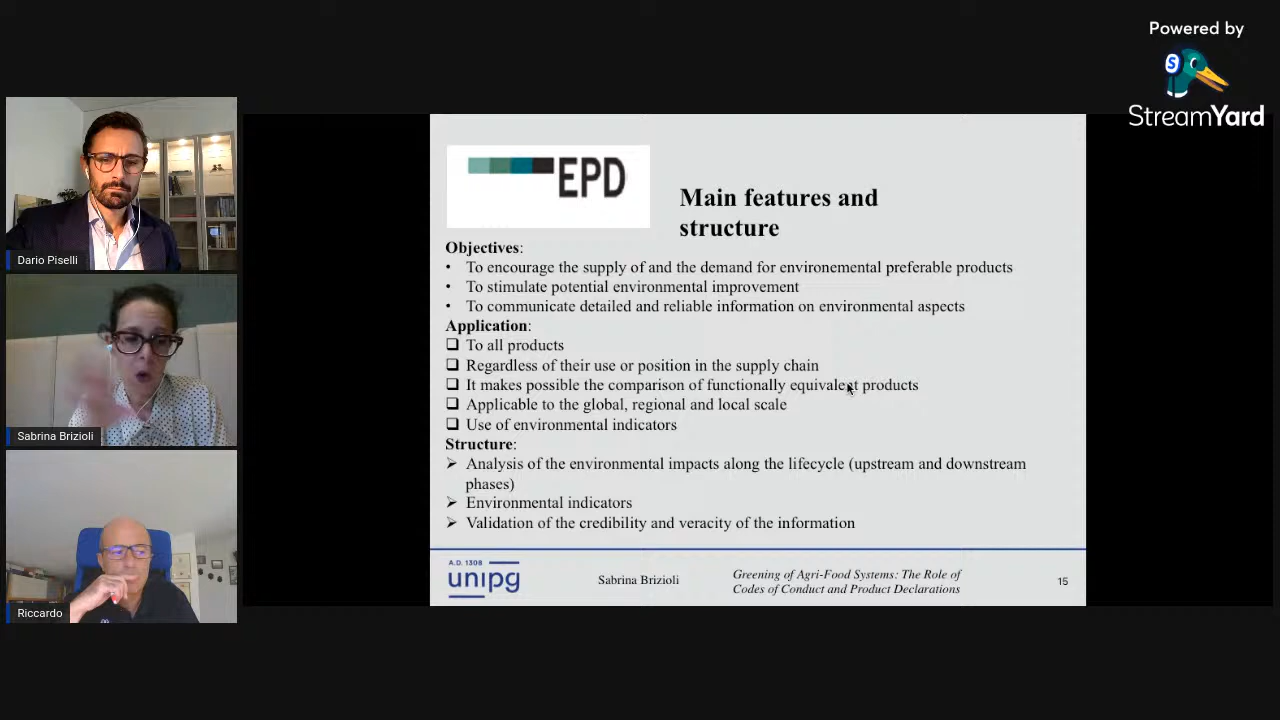 Powered by
StreamYard
Dario Piselli
Sabrina Brizioli
Riccardo
EPD
Main features and
structure
Objectives:
• To encourage the supply of and the demand for environemental preferable products
• To stimulate potential environmental improvement
• To communicate detailed and reliable information on environmental aspects
Application:
❑ To all products
❑ Regardless of their use or position in the supply chain
❑ It makes possible the comparison of functionally equivalent products
❑ Applicable to the global, regional and local scale
❑ Use of environmental indicators
Structure:
➢ Analysis of the environmental impacts along the lifecycle (upstream and downstream
phases)
➢ Environmental indicators
➢ Validation of the credibility and veracity of the information
A.D. 1308
unipg
Sabrina Brizioli
Greening of Agri-Food Systems: The Role of
Codes of Conduct and Product Declarations
15